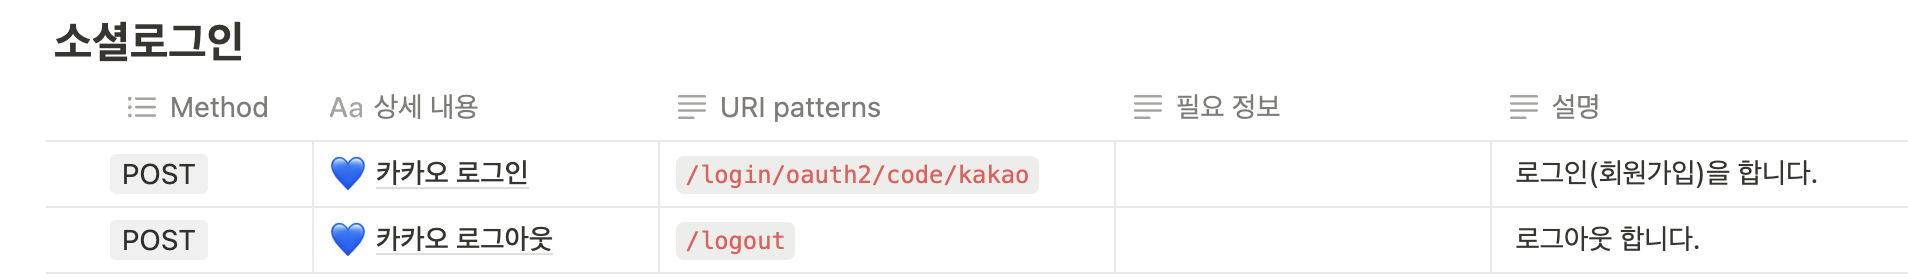 소셜로그인
Method Aa 상세 내용 URI patterns 필요 정보 설명
POST 💙 카카오 로그인 /login/oauth2/code/kakao 로그인(회원가입)을 합니다.
POST 💙 카카오 로그아웃 /logout 로그아웃 합니다.